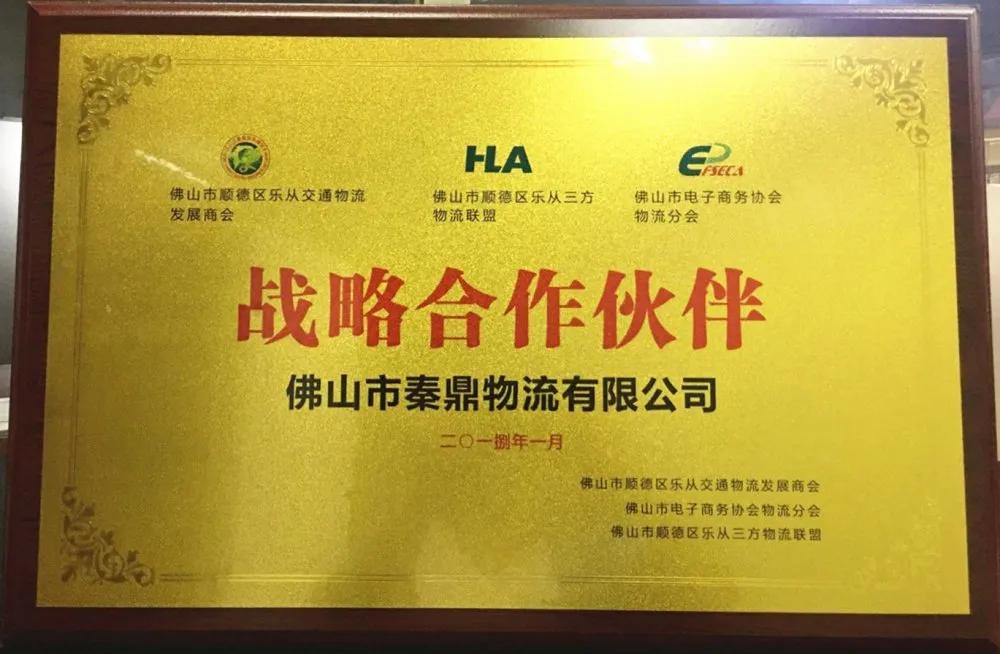 佛山市顺德区乐从交通物流
发展商会
HLA
佛山市顺德区乐从三方
物流联盟
EFSECA
佛山市电子商务协会
物流分会
战略合作伙伴
佛山市秦鼎物流有限公司
二〇一捌年一月
佛山市顺德区乐从交通物流发展商会
佛山市电子商务协会物流分会
佛山市顺德区乐从三方物流联盟